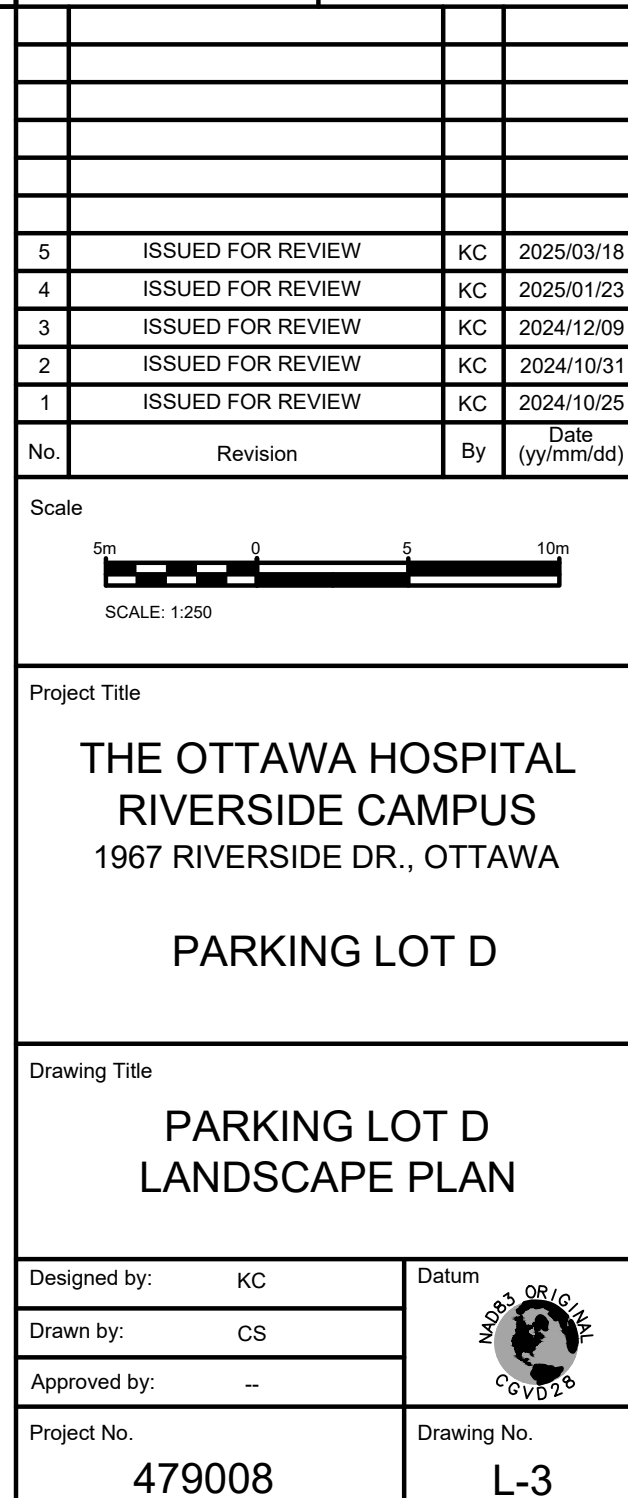 5 ISSUED FOR REVIEW KC 2025/03/18
4 ISSUED FOR REVIEW KC 2025/01/23
3 ISSUED FOR REVIEW KC 2024/12/09
2 ISSUED FOR REVIEW KC 2024/10/31
1 ISSUED FOR REVIEW KC 2024/10/25
No. Revision By Date (yy/mm/dd)
Scale
5m 0 5 10m
SCALE: 1:250
Project Title
THE OTTAWA HOSPITAL
RIVERSIDE CAMPUS
1967 RIVERSIDE DR., OTTAWA
PARKING LOT D
Drawing Title
PARKING LOT D
LANDSCAPE PLAN
Designed by: KC
Drawn by: CS
Approved by: --
Datum
NAD83 ORIGINAL
CGVD28
Project No.
479008
Drawing No.
L-3